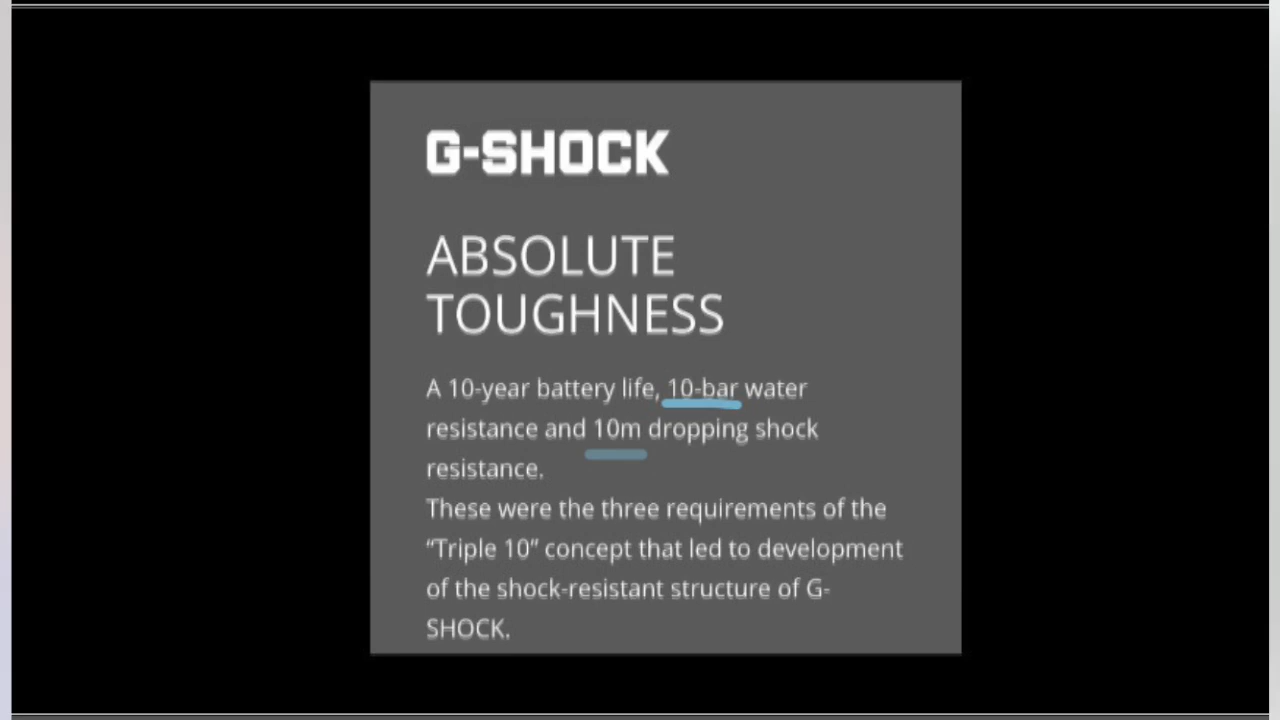 G-SHOCK
ABSOLUTE
TOUGHNESS
A 10-year battery life, 10-bar water
resistance and 10m dropping shock
resistance.
These were the three requirements of the
“Triple 10” concept that led to development
of the shock-resistant structure of G-
SHOCK.